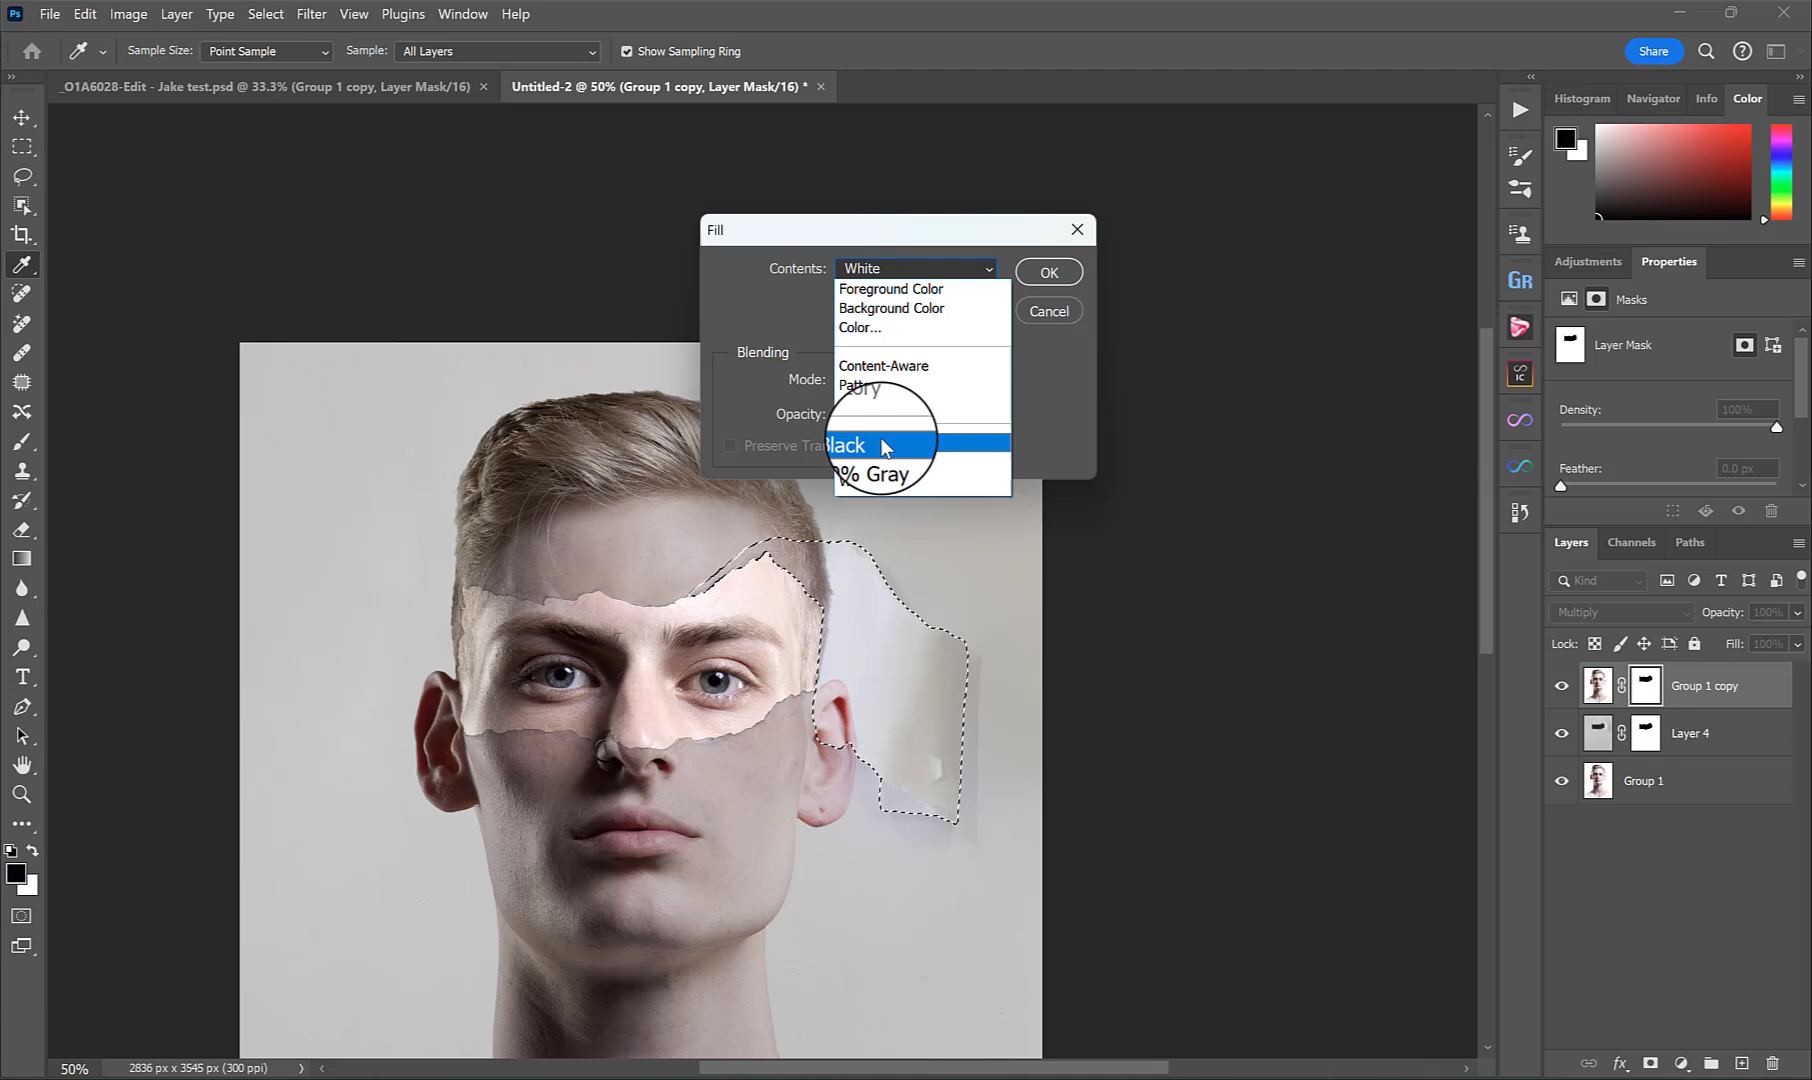 Ps File Edit Image Layer Type Select Filter View Plugins Window Help
Sample Size: Point Sample Sample: All Layers Show Sampling Ring Share
_O1A6028-Edit - Jake test.psd @ 33.3% (Group 1 copy, Layer Mask/16) × Untitled-2 @ 50% (Group 1 copy, Layer Mask/16) * ×
Histogram Navigator Info Color
Fill
Contents: White OK
Foreground Color
Background Color
Color...
Cancel
Blending
Content-Aware
Mode:
Opacity:
Preserve
Black
% Gray
Gr
IC
Adjustments Properties
Masks
Layer Mask
Density: 100%
Feather: 0.0 px
Layers Channels Paths
Kind
Multiply Opacity: 100%
Lock: Fill: 100%
Group 1 copy
Layer 4
Group 1
50% 2836 px x 3545 px (300 ppi)
fx